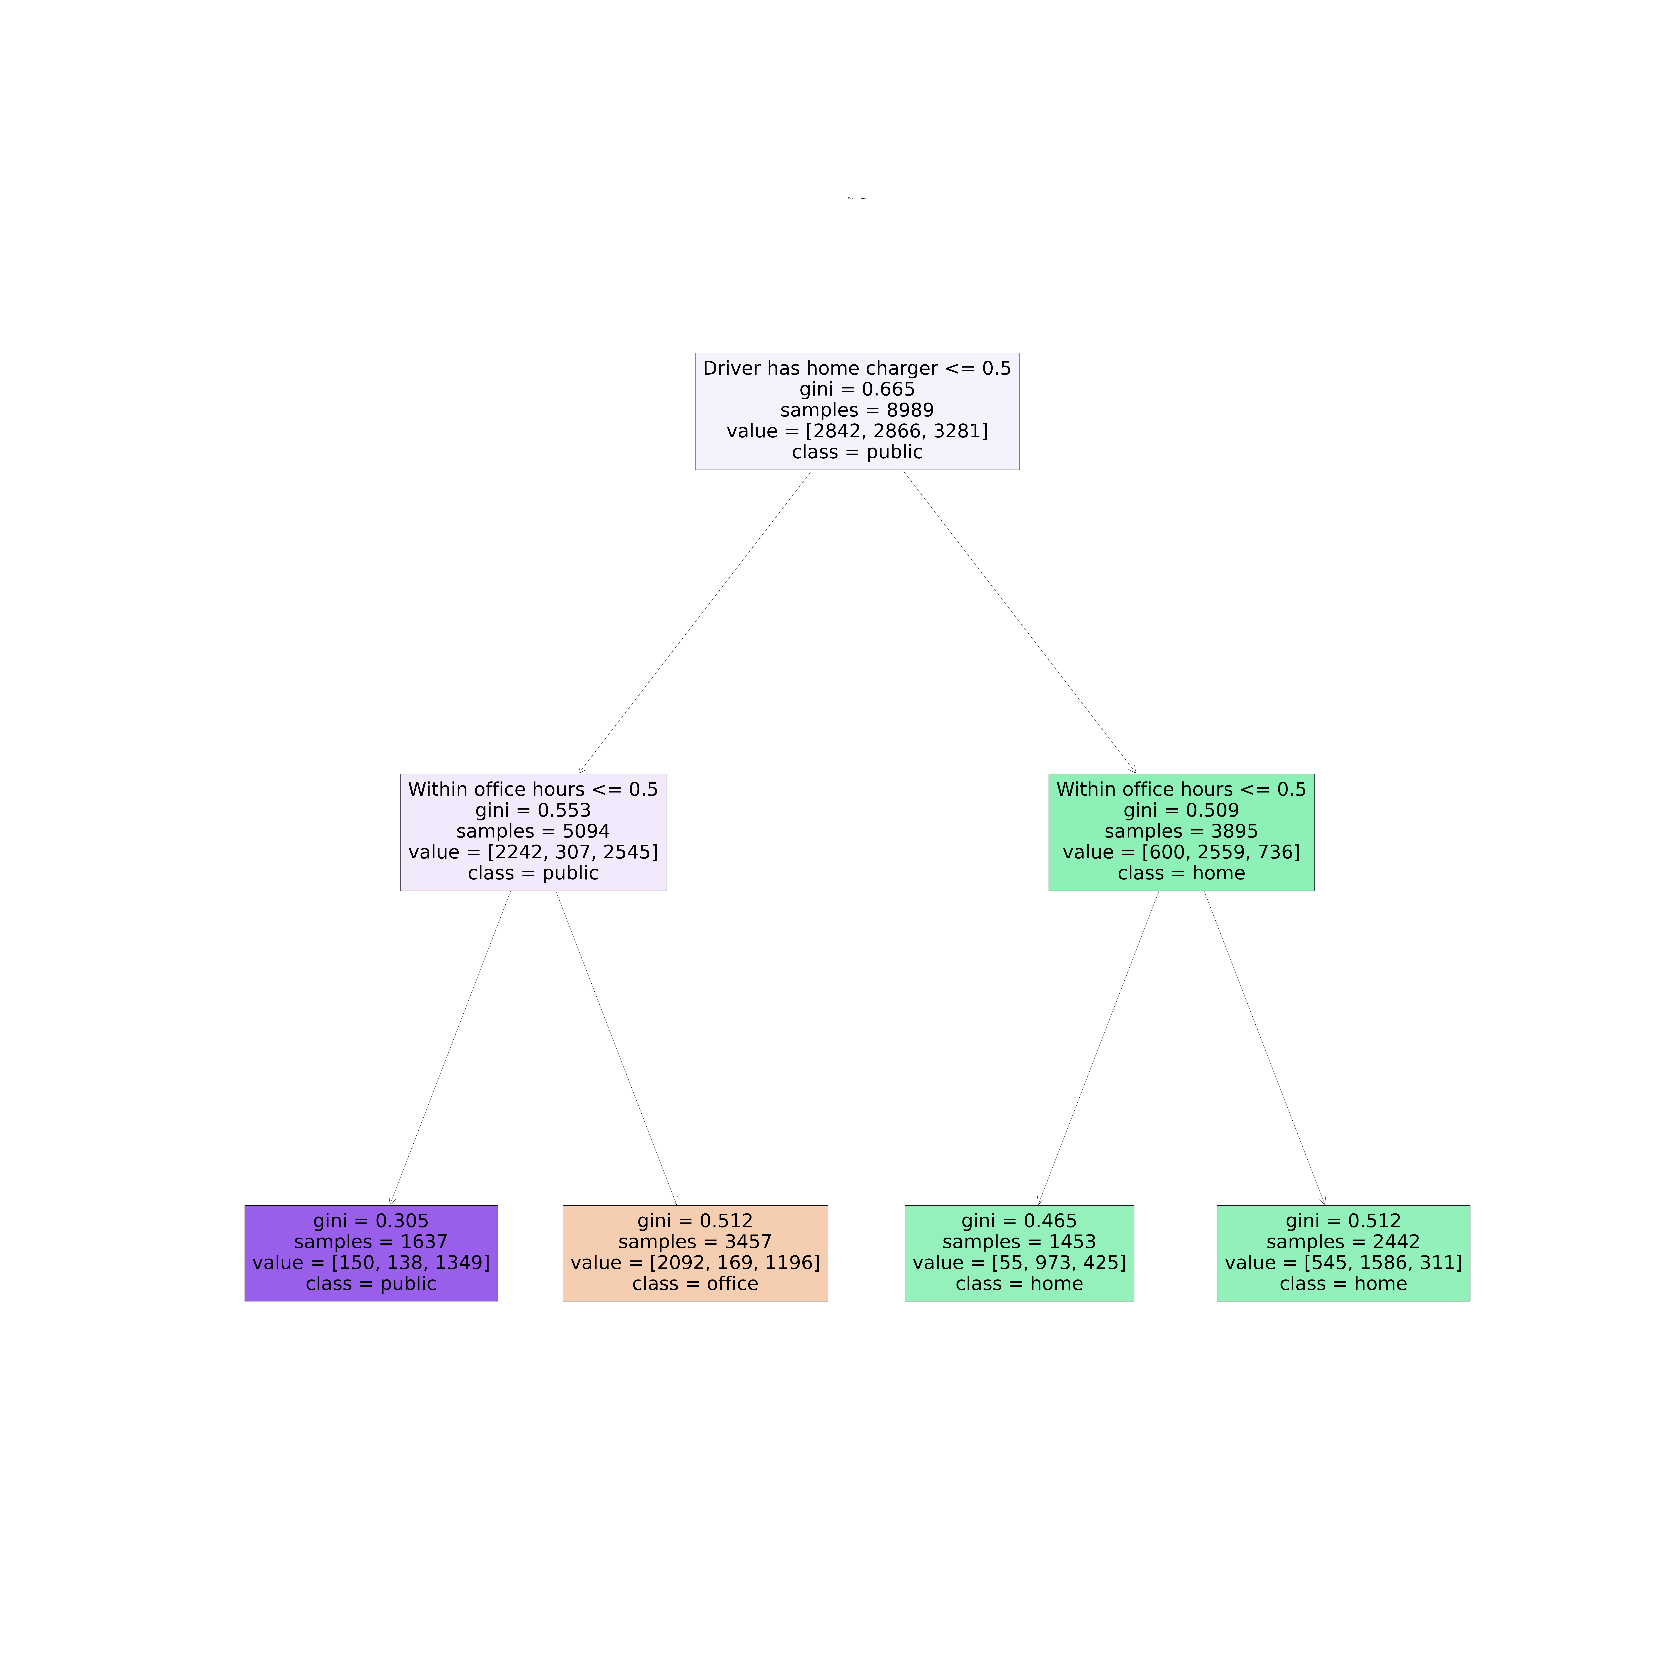 Driver has home charger <= 0.5
gini = 0.665
samples = 8989
value = [2842, 2866, 3281]
class = public
Within office hours <= 0.5
gini = 0.553
samples = 5094
value = [2242, 307, 2545]
class = public
Within office hours <= 0.5
gini = 0.509
samples = 3895
value = [600, 2559, 736]
class = home
gini = 0.305
samples = 1637
value = [150, 138, 1349]
class = public
gini = 0.512
samples = 3457
value = [2092, 169, 1196]
class = office
gini = 0.465
samples = 1453
value = [55, 973, 425]
class = home
gini = 0.512
samples = 2442
value = [545, 1586, 311]
class = home